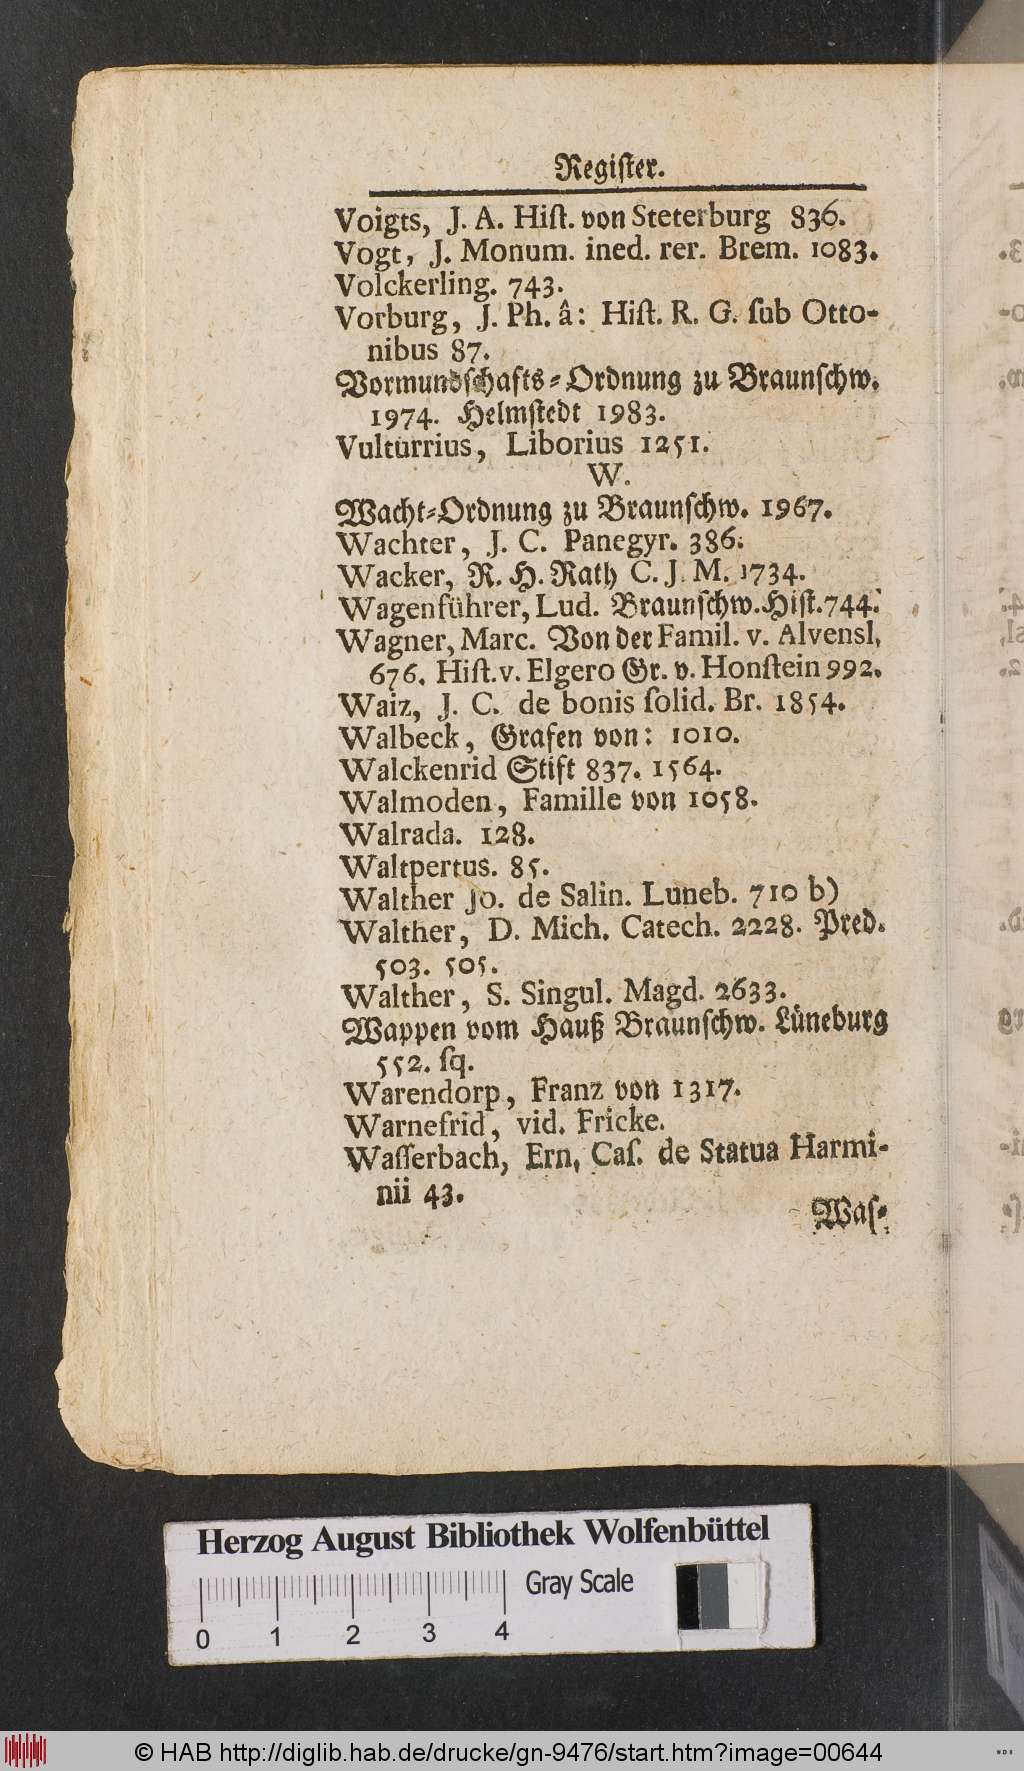 Regiſter.
Voigts, J. A. Hiſt. von Steterburg 836.
Vogt, J. Monum. ined. rer. Brem. 1083.
Volckerling. 743.
Vorburg, J. Ph. â: Hiſt. R. G. ſub Otto-
nibus 87.
Vormundſchafts-Ordnung zu Braunſchw.
1974. Helmſtedt 1983.
Vulturrius, Liborius 1251.
W.
Wacht-Ordnung zu Braunſchw. 1967.
Wachter, J. C. Panegyr. 386.
Wacker, R. H. Rath C. J. M. 1734.
Wagenführer, Lud. Braunſchw. Hiſt. 744.
Wagner, Marc. Von der Famil. v. Alvensl,
676. Hiſt. v. Elgero Gr. v. Honſtein 992.
Waiz, J. C. de bonis ſolid. Br. 1854.
Walbeck, Grafen von: 1010.
Walckenrid Stift 837. 1564.
Walmoden, Famille von 1058.
Walrada. 128.
Waltpertus. 85.
Walther Jo. de Salin. Luneb. 710 b)
Walther, D. Mich. Catech. 2228. Pred.
503. 505.
Walther, S. Singul. Magd. 2633.
Wappen vom Hauß Braunſchw. Lüneburg
552. ſq.
Warendorp, Franz von 1317.
Warnefrid, vid. Fricke.
Waſſerbach, Ern, Caſ. de Statua Harmi-
nii 43.
Waſ-
Herzog August Bibliothek Wolfenbüttel
Gray Scale
0 1 2 3 4
© HAB http://diglib.hab.de/drucke/gn-9476/start.htm?image=00644